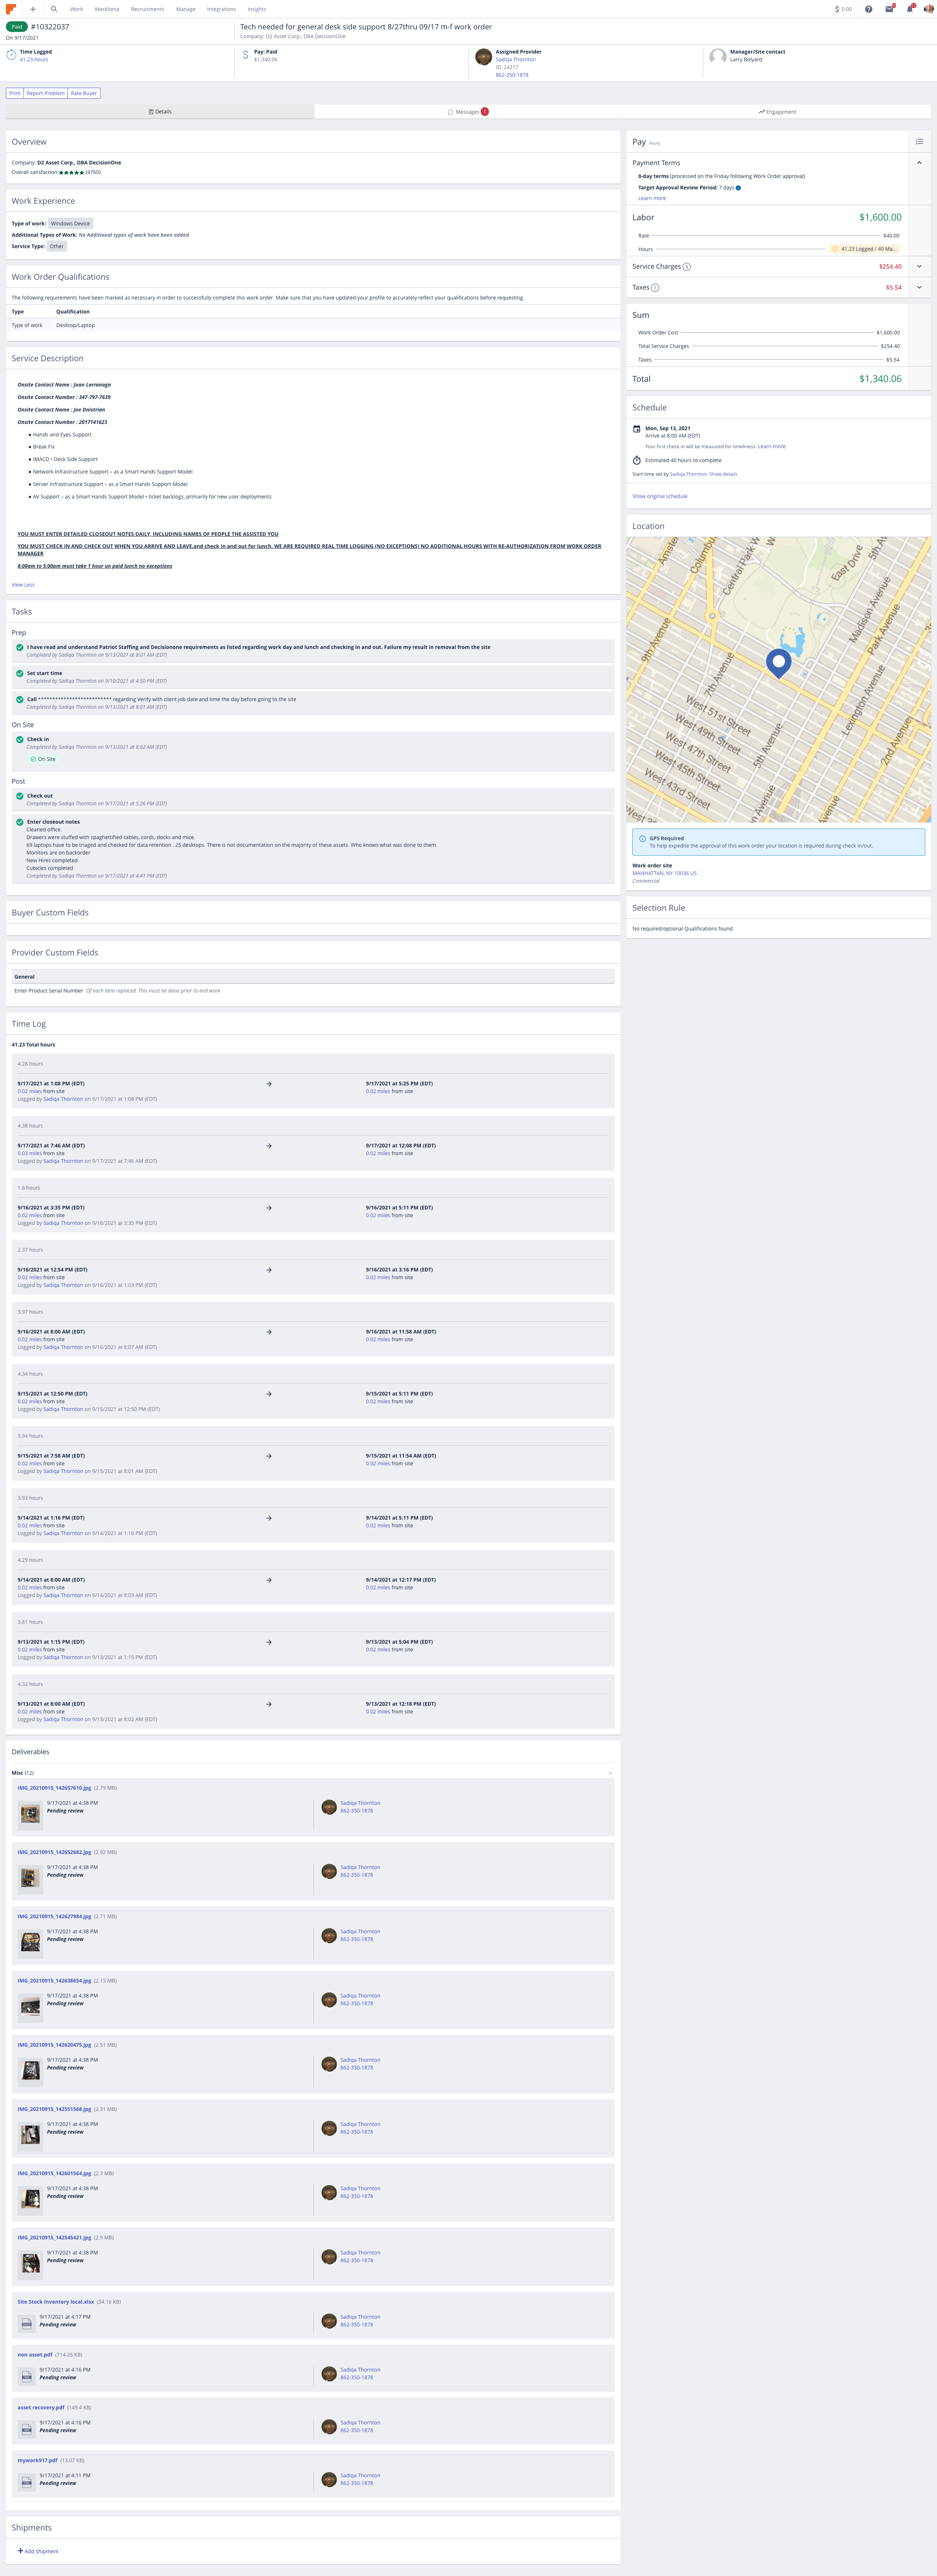 Work
Workforce
Recruitments
Manage
Integrations
Insights
$ 0.00
Paid
#10322037
On 9/17/2021
Tech needed for general desk side support 8/27thru 09/17 m-f work order
Company: D2 Asset Corp., DBA DecisionOne
Time Logged
41.23 hours
Pay: Paid
$1,340.06
Assigned Provider
Sadiqa Thornton
ID: 24217
862-350-1878
Manager/Site contact
Larry Bolyard
Print
Report Problem
Rate Buyer
Details
Messages 1
Engagement
Overview
Company: D2 Asset Corp., DBA DecisionOne
Overall satisfaction: (4760)
Work Experience
Type of work: Windows Device
Additional Types of Work: No Additional types of work have been added
Service Type: Other
Work Order Qualifications
The following requirements have been marked as necessary in order to successfully complete this work order. Make sure that you have updated your profile to accurately reflect your qualifications before requesting.
Type Qualification
Type of work Desktop/Laptop
Service Description
Onsite Contact Name : Juan Larranaga
Onsite Contact Number : 347-797-7639
Onsite Contact Name : Joe Dnistrian
Onsite Contact Number : 2017141623
• Hands and Eyes Support
• Break Fix
• IMACD • Desk Side Support
• Network Infrastructure Support – as a Smart Hands Support Model
• Server Infrastructure Support – as a Smart Hands Support Model
• AV Support – as a Smart Hands Support Model • ticket backlogs, primarily for new user deployments
YOU MUST ENTER DETAILED CLOSEOUT NOTES DAILY, INCLUDING NAMES OF PEOPLE THE ASSISTED YOU
YOU MUST CHECK IN AND CHECK OUT WHEN YOU ARRIVE AND LEAVE,and check in and out for lunch. WE ARE REQUIRED REAL TIME LOGGING (NO EXCEPTIONS) NO ADDITIONAL HOURS WITH RE-AUTHORIZATION FROM WORK ORDER
MANAGER
8:00am to 5:00pm must take 1 hour un paid lunch no exceptions
View Less
Tasks
Prep
I have read and understand Patriot Staffing and Decisionone requirements as listed regarding work day and lunch and checking in and out. Failure my result in removal from the site
Completed by Sadiqa Thornton on 9/13/2021 at 8:01 AM (EDT)
Set start time
Completed by Sadiqa Thornton on 9/10/2021 at 4:50 PM (EDT)
Call ************************** regarding Verify with client job date and time the day before going to the site
Completed by Sadiqa Thornton on 9/13/2021 at 8:01 AM (EDT)
On Site
Check in
Completed by Sadiqa Thornton on 9/13/2021 at 8:02 AM (EDT)
On Site
Post
Check out
Completed by Sadiqa Thornton on 9/17/2021 at 5:26 PM (EDT)
Enter closeout notes
Cleaned office.
Drawers were stuffed with spaghettified cables, cords, docks and mice.
69 laptops have to be triaged and checked for data retention . 25 desktops. There is not documentation on the majority of these assets. Who knows what was done to them.
Monitors are on backorder
New Hires completed
Cubicles completed
Completed by Sadiqa Thornton on 9/17/2021 at 4:41 PM (EDT)
Buyer Custom Fields
Provider Custom Fields
General
Enter Product Serial Number Of each item replaced. This must be done prior to end work
Time Log
41.23 Total hours
4.28 hours
9/17/2021 at 1:08 PM (EDT) 9/17/2021 at 5:25 PM (EDT)
0.02 miles from site 0.02 miles from site
Logged by Sadiqa Thornton on 9/17/2021 at 1:08 PM (EDT)
4.38 hours
9/17/2021 at 7:46 AM (EDT) 9/17/2021 at 12:08 PM (EDT)
0.03 miles from site 0.02 miles from site
Logged by Sadiqa Thornton on 9/17/2021 at 7:46 AM (EDT)
1.6 hours
9/16/2021 at 3:35 PM (EDT) 9/16/2021 at 5:11 PM (EDT)
0.02 miles from site 0.02 miles from site
Logged by Sadiqa Thornton on 9/16/2021 at 3:35 PM (EDT)
2.37 hours
9/16/2021 at 12:54 PM (EDT) 9/16/2021 at 3:16 PM (EDT)
0.02 miles from site 0.02 miles from site
Logged by Sadiqa Thornton on 9/16/2021 at 1:03 PM (EDT)
3.97 hours
9/16/2021 at 8:00 AM (EDT) 9/16/2021 at 11:58 AM (EDT)
0.02 miles from site 0.02 miles from site
Logged by Sadiqa Thornton on 9/16/2021 at 8:07 AM (EDT)
4.34 hours
9/15/2021 at 12:50 PM (EDT) 9/15/2021 at 5:11 PM (EDT)
0.02 miles from site 0.02 miles from site
Logged by Sadiqa Thornton on 9/15/2021 at 12:50 PM (EDT)
3.94 hours
9/15/2021 at 7:58 AM (EDT) 9/15/2021 at 11:54 AM (EDT)
0.02 miles from site 0.02 miles from site
Logged by Sadiqa Thornton on 9/15/2021 at 8:01 AM (EDT)
3.93 hours
9/14/2021 at 1:16 PM (EDT) 9/14/2021 at 5:11 PM (EDT)
0.02 miles from site 0.02 miles from site
Logged by Sadiqa Thornton on 9/14/2021 at 1:16 PM (EDT)
4.29 hours
9/14/2021 at 8:00 AM (EDT) 9/14/2021 at 12:17 PM (EDT)
0.02 miles from site 0.02 miles from site
Logged by Sadiqa Thornton on 9/14/2021 at 8:03 AM (EDT)
3.81 hours
9/13/2021 at 1:15 PM (EDT) 9/13/2021 at 5:04 PM (EDT)
0.02 miles from site 0.02 miles from site
Logged by Sadiqa Thornton on 9/13/2021 at 1:15 PM (EDT)
4.32 hours
9/13/2021 at 8:00 AM (EDT) 9/13/2021 at 12:18 PM (EDT)
0.02 miles from site 0.02 miles from site
Logged by Sadiqa Thornton on 9/13/2021 at 8:02 AM (EDT)
Deliverables
Misc (12)
IMG_20210915_142657610.jpg (2.75 MB)
9/17/2021 at 4:38 PM Sadiqa Thornton
Pending review 862-350-1878
IMG_20210915_142652682.jpg (2.92 MB)
9/17/2021 at 4:38 PM Sadiqa Thornton
Pending review 862-350-1878
IMG_20210915_142627984.jpg (2.71 MB)
9/17/2021 at 4:38 PM Sadiqa Thornton
Pending review 862-350-1878
IMG_20210915_142638654.jpg (2.15 MB)
9/17/2021 at 4:38 PM Sadiqa Thornton
Pending review 862-350-1878
IMG_20210915_142620475.jpg (2.51 MB)
9/17/2021 at 4:38 PM Sadiqa Thornton
Pending review 862-350-1878
IMG_20210915_142551568.jpg (2.31 MB)
9/17/2021 at 4:38 PM Sadiqa Thornton
Pending review 862-350-1878
IMG_20210915_142601564.jpg (2.3 MB)
9/17/2021 at 4:38 PM Sadiqa Thornton
Pending review 862-350-1878
IMG_20210915_142545421.jpg (2.9 MB)
9/17/2021 at 4:38 PM Sadiqa Thornton
Pending review 862-350-1878
Site Stock Inventory local.xlsx (34.16 KB)
9/17/2021 at 4:17 PM Sadiqa Thornton
Pending review 862-350-1878
non asset.pdf (714.26 KB)
9/17/2021 at 4:16 PM Sadiqa Thornton
Pending review 862-350-1878
asset recovery.pdf (149.4 KB)
9/17/2021 at 4:16 PM Sadiqa Thornton
Pending review 862-350-1878
mywork917.pdf (13.07 KB)
9/17/2021 at 4:11 PM Sadiqa Thornton
Pending review 862-350-1878
Shipments
+ Add Shipment
Pay Hourly
Payment Terms
0-day terms (processed on the Friday following Work Order approval)
Target Approval Review Period: 7 days
Learn more
Labor $1,600.00
Rate $40.00
Hours 41.23 Logged / 40 Ma...
Service Charges 3 $254.40
Taxes 1 $5.54
Sum
Work Order Cost $1,600.00
Total Service Charges $254.40
Taxes $5.54
Total $1,340.06
Schedule
Mon, Sep 13, 2021
Arrive at 8:00 AM (EDT)
Your first check in will be measured for timeliness. Learn more
Estimated 40 hours to complete
Start time set by Sadiqa Thornton. Show details
Show original schedule
Location
Central Park W
East Drive
5th Av
9th Avenue
7th Avenue
Madison Avenue
Park Avenue
West 51st Street
West 49th Street
West 47th Street
West 45th Street
West 43rd Street
5th Avenue
Lexington Avenue
2nd Avenue
GPS Required
To help expedite the approval of this work order your location is required during check in/out.
Work order site
MANHATTAN, NY 10036 US
Commercial
Selection Rule
No required/optional Qualifications found